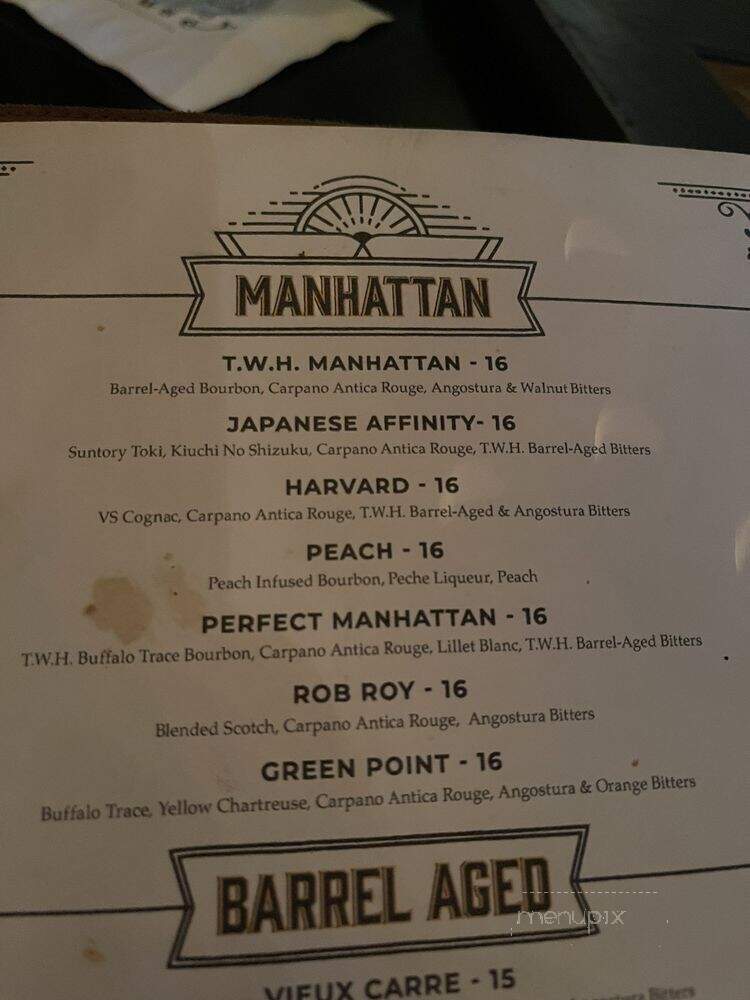 MANHATTAN
T.W.H. MANHATTAN - 16
Barrel-Aged Bourbon, Carpano Antica Rouge, Angostura & Walnut Bitters
JAPANESE AFFINITY- 16
Suntory Toki, Kiuchi No Shizuku, Carpano Antica Rouge, T.W.H. Barrel-Aged Bitters
HARVARD - 16
VS Cognac, Carpano Antica Rouge, T.W.H. Barrel-Aged & Angostura Bitters
PEACH - 16
Peach Infused Bourbon, Peche Liqueur, Peach
PERFECT MANHATTAN - 16
T.W.H. Buffalo Trace Bourbon, Carpano Antica Rouge, Lillet Blanc, T.W.H. Barrel-Aged Bitters
ROB ROY - 16
Blended Scotch, Carpano Antica Rouge, Angostura Bitters
GREEN POINT - 16
Buffalo Trace, Yellow Chartreuse, Carpano Antica Rouge, Angostura & Orange Bitters
BARREL AGED
menupix
VIEUX CARRE - 15
Bitters